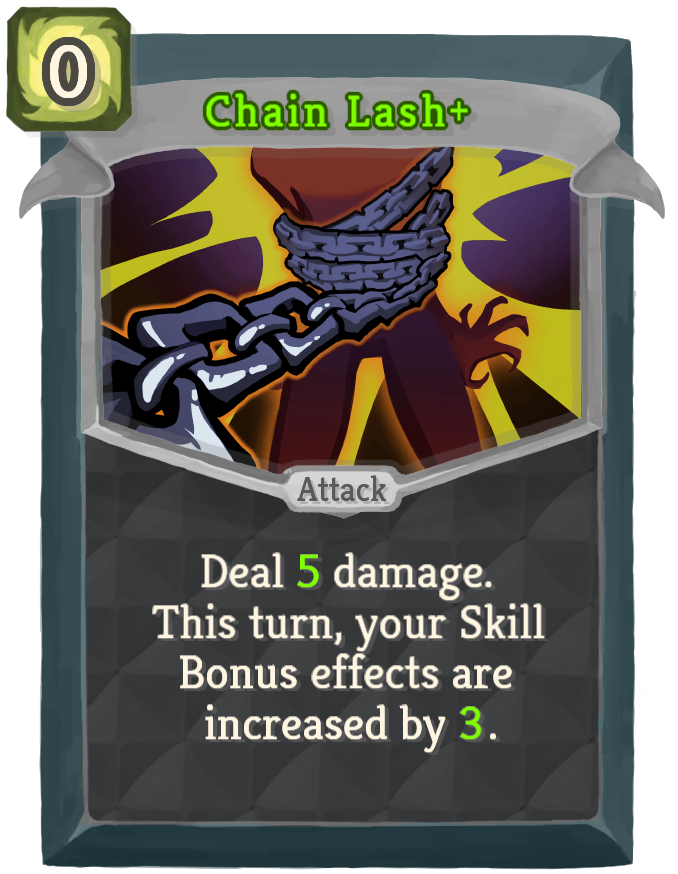 0
Chain Lash+
Attack
Deal 5 damage.
This turn, your Skill
Bonus effects are
increased by 3.